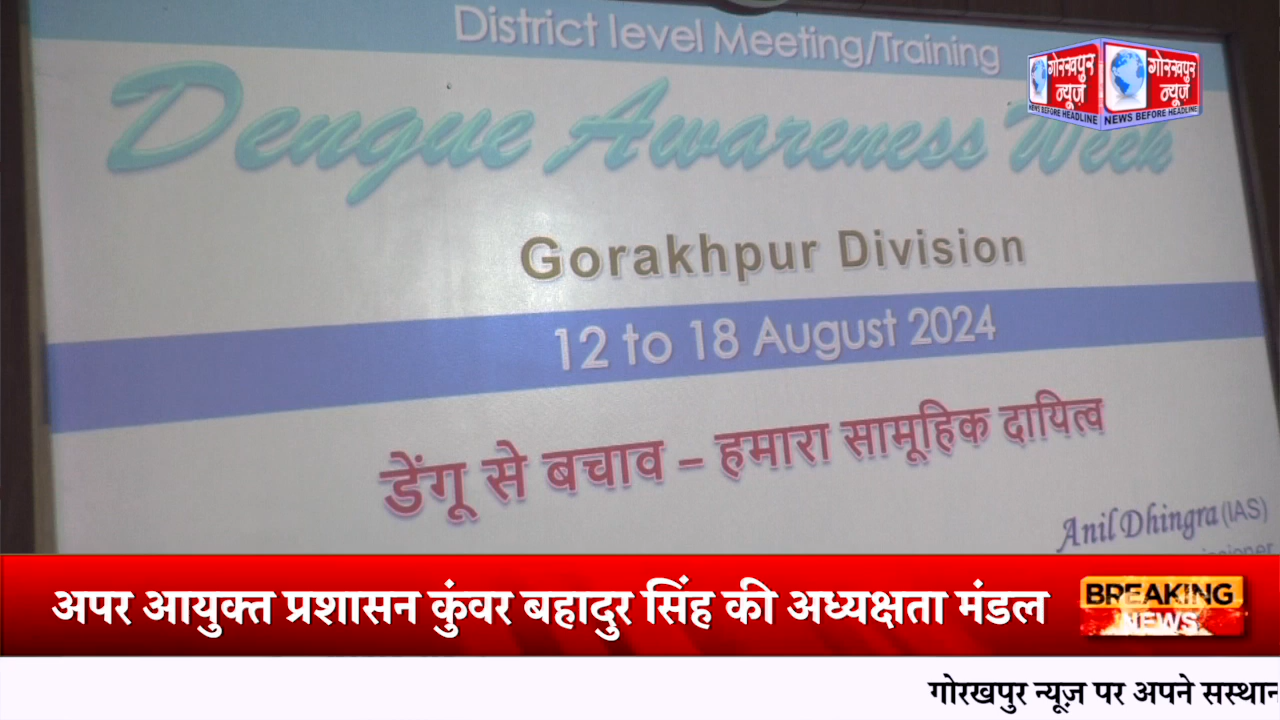 District level Meeting/Training
Dengue Awareness Week
गोरखपुर
न्यूज़
NEWS BEFORE HEADLINE
गोरखपुर
न्यूज़
NEWS BEFORE HEADLINE
Gorakhpur Division
12 to 18 August 2024
डेंगू से बचाव – हमारा सामूहिक दायित्व
Anil Dhingra (IAS)
अपर आयुक्त प्रशासन कुंवर बहादुर सिंह की अध्यक्षता मंडल
BREAKING
NEWS
गोरखपुर न्यूज़ पर अपने सस्थान